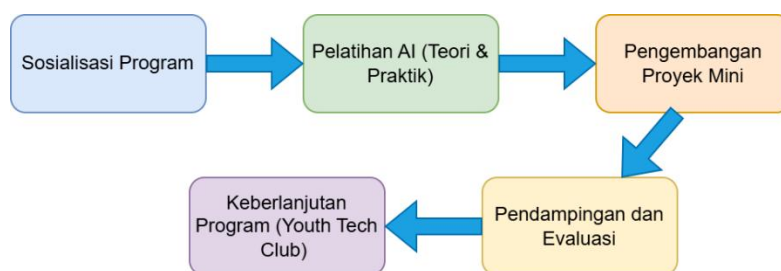 Sosialisasi Program
Pelatihan AI (Teori &
Praktik)
Pengembangan
Proyek Mini
Pendampingan dan
Evaluasi
Keberlanjutan
Program (Youth Tech
Club)